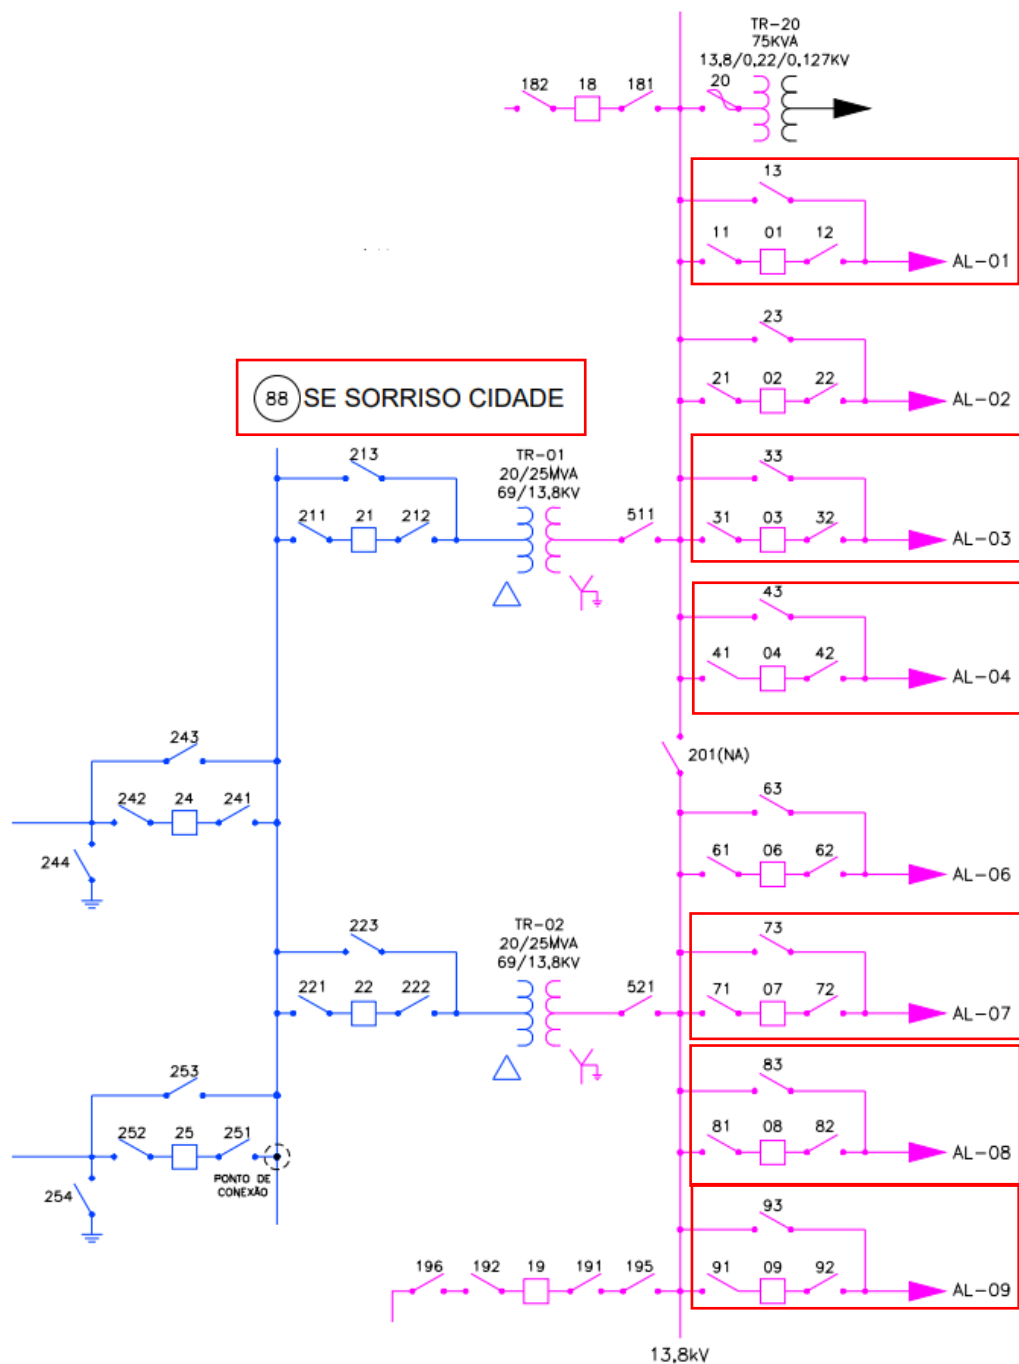 TR-20
75KVA
13,8/0,22/0,127KV
182
18
181
20
13
11
01
12
AL-01
23
21
02
22
AL-02
88
SE SORRISO CIDADE
213
211
21
212
TR-01
20/25MVA
69/13,8KV
511
33
31
03
32
AL-03
43
41
04
42
AL-04
243
242
24
241
244
201(NA)
63
61
06
62
AL-06
223
221
22
222
TR-02
20/25MVA
69/13,8KV
521
73
71
07
72
AL-07
253
252
25
251
254
PONTO DE
CONEXÃO
83
81
08
82
AL-08
93
91
09
92
AL-09
196
192
19
191
195
13,8kV